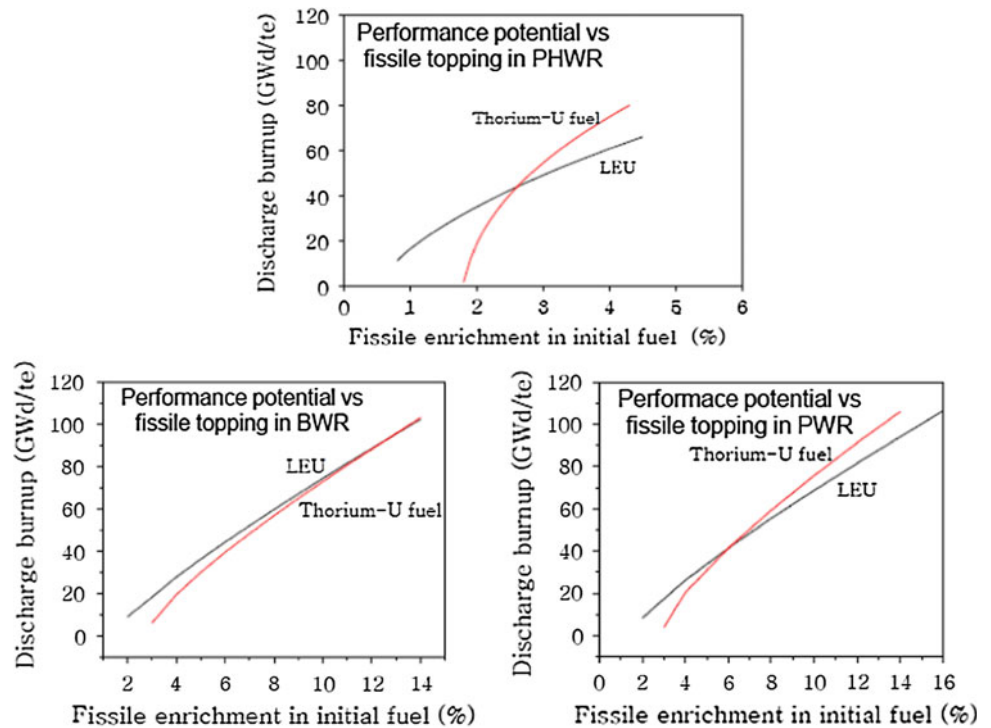 Performance potential vs
fissile topping in PHWR
Discharge burnup (GWd/te)
120
100
80
60
40
20
0
Thorium-U fuel
LEU
0 1 2 3 4 5 6
Fissile enrichment in initial fuel (%)
Performance potential vs
fissile topping in BWR
Discharge burnup (GWd/te)
120
100
80
60
40
20
0
LEU
Thorium-U fuel
2 4 6 8 10 12 14
Fissile enrichment in initial fuel (%)
Performace potential vs
fissile topping in PWR
Discharge burnup (GWd/te)
120
100
80
60
40
20
0
Thorium-U fuel
LEU
0 2 4 6 8 10 12 14 16
Fissile enrichment in initial fuel (%)